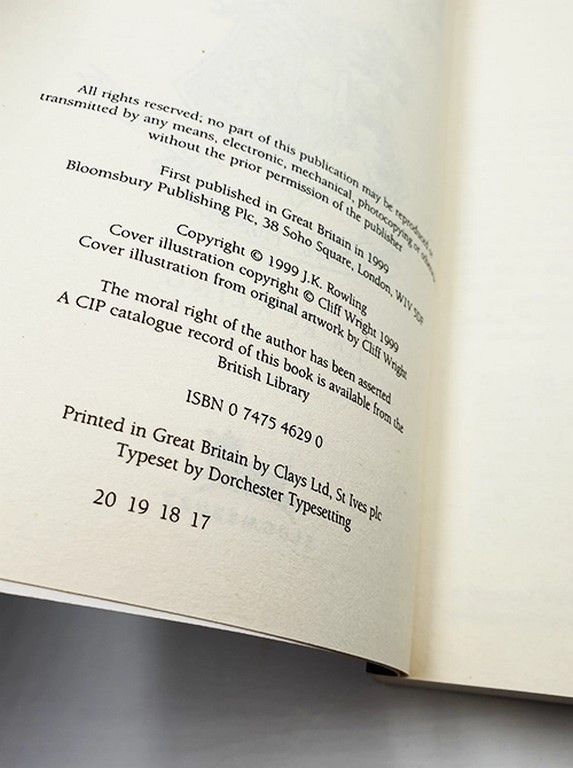 All rights reserved; no part of this publication may be reproduced or
transmitted by any means, electronic, mechanical, photocopying or otherwise
without the prior permission of the publisher
First published in Great Britain in 1999
Bloomsbury Publishing Plc, 38 Soho Square, London, W1V 5DF
Copyright © 1999 J.K. Rowling
Cover illustration copyright © Cliff Wright 1999
Cover illustration from original artwork by Cliff Wright
The moral right of the author has been asserted
A CIP catalogue record of this book is available from the
British Library
ISBN 0 7475 4629 0
Printed in Great Britain by Clays Ltd, St Ives plc
Typeset by Dorchester Typesetting
20 19 18 17